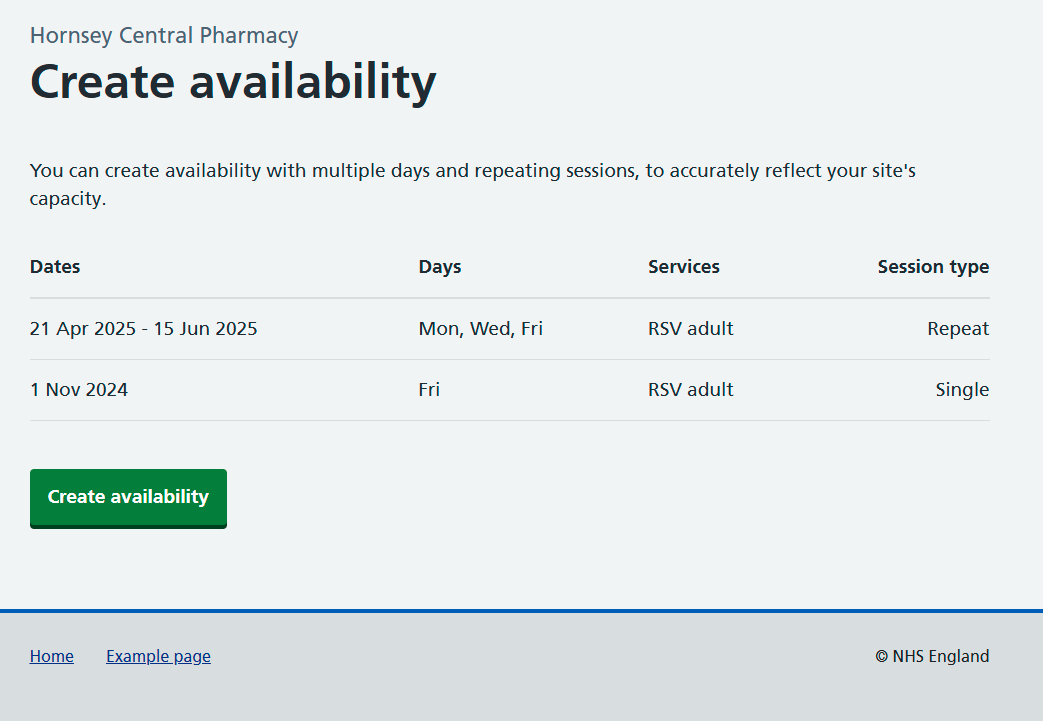 Hornsey Central Pharmacy
Create availability
You can create availability with multiple days and repeating sessions, to accurately reflect your site's
capacity.
Dates Days Services Session type
21 Apr 2025 - 15 Jun 2025 Mon, Wed, Fri RSV adult Repeat
1 Nov 2024 Fri RSV adult Single
Create availability
Home Example page © NHS England